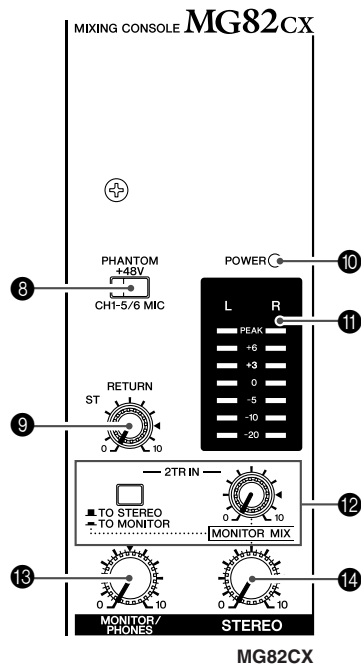 MIXING CONSOLE MG82CX
PHANTOM
+48V
CH1-5/6 MIC
8
POWER
10
L R
11
PEAK
+6
+3
0
-5
-10
-20
RETURN
ST
9
0 10
2TR IN
TO STEREO
TO MONITOR
0 10
MONITOR MIX
12
13
0 10
MONITOR/
PHONES
0 10
14
STEREO
MG82CX